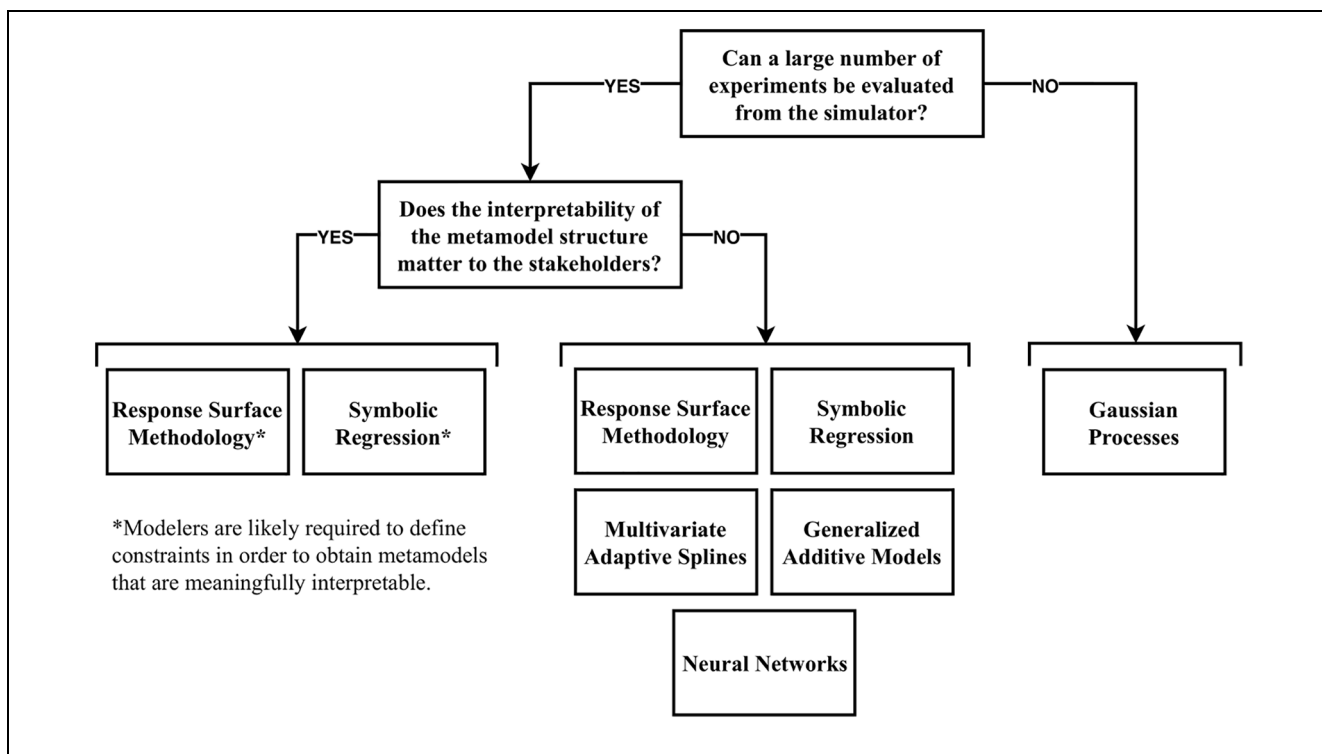 Can a large number of
experiments be evaluated
from the simulator?
YES
NO
Does the interpretability of
the metamodel structure
matter to the stakeholders?
YES
NO
Response Surface
Methodology*
Symbolic
Regression*
Response Surface
Methodology
Symbolic
Regression
Gaussian
Processes
*Modelers are likely required to define
constraints in order to obtain metamodels
that are meaningfully interpretable.
Multivariate
Adaptive Splines
Generalized
Additive Models
Neural Networks